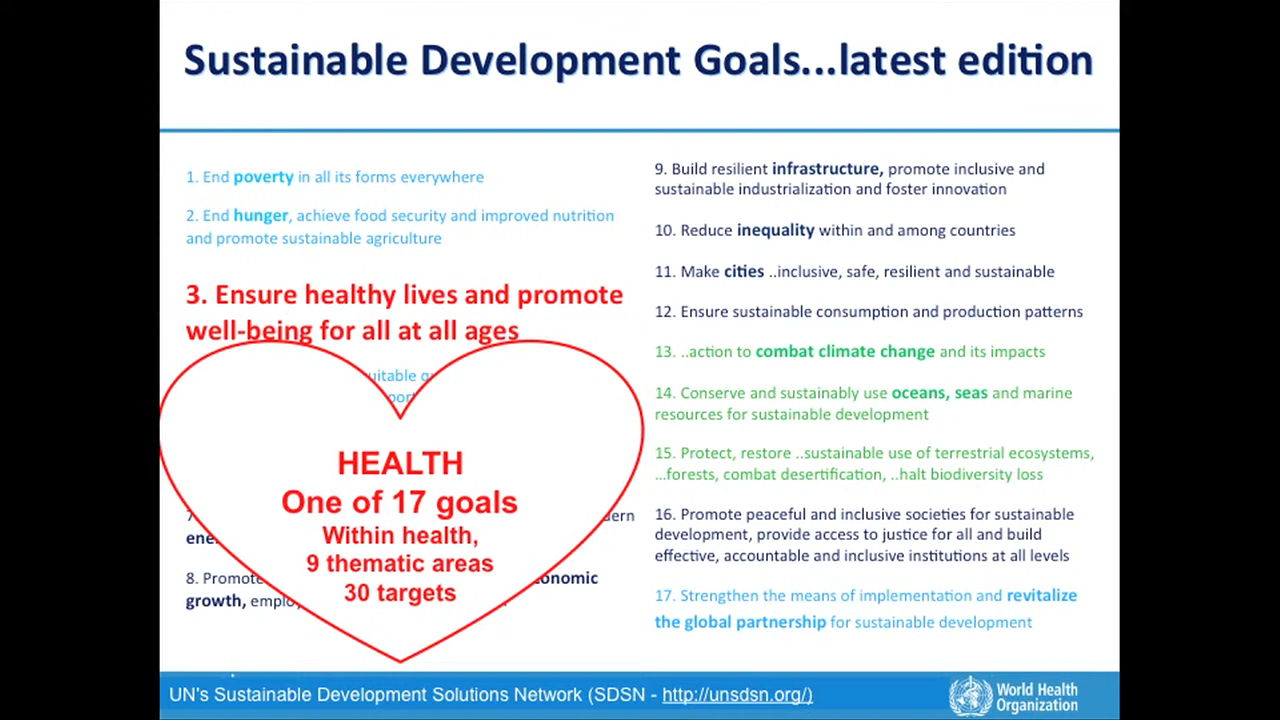 Sustainable Development Goals...latest edition
1. End poverty in all its forms everywhere
2. End hunger, achieve food security and improved nutrition
and promote sustainable agriculture
3. Ensure healthy lives and promote
well-being for all at all ages
HEALTH
One of 17 goals
Within health,
9 thematic areas
30 targets
7
8. Promote
growth,
9. Build resilient infrastructure, promote inclusive and
sustainable industrialization and foster innovation
10. Reduce inequality within and among countries
11. Make cities ..inclusive, safe, resilient and sustainable
12. Ensure sustainable consumption and production patterns
13. ..action to combat climate change and its impacts
14. Conserve and sustainably use oceans, seas and marine
resources for sustainable development
15. Protect, restore ..sustainable use of terrestrial ecosystems,
...forests, combat desertification, ..halt biodiversity loss
16. Promote peaceful and inclusive societies for sustainable
development, provide access to justice for all and build
effective, accountable and inclusive institutions at all levels
17. Strengthen the means of implementation and revitalize
the global partnership for sustainable development
UN's Sustainable Development Solutions Network (SDSN - http://unsdsn.org/)
World Health
Organization